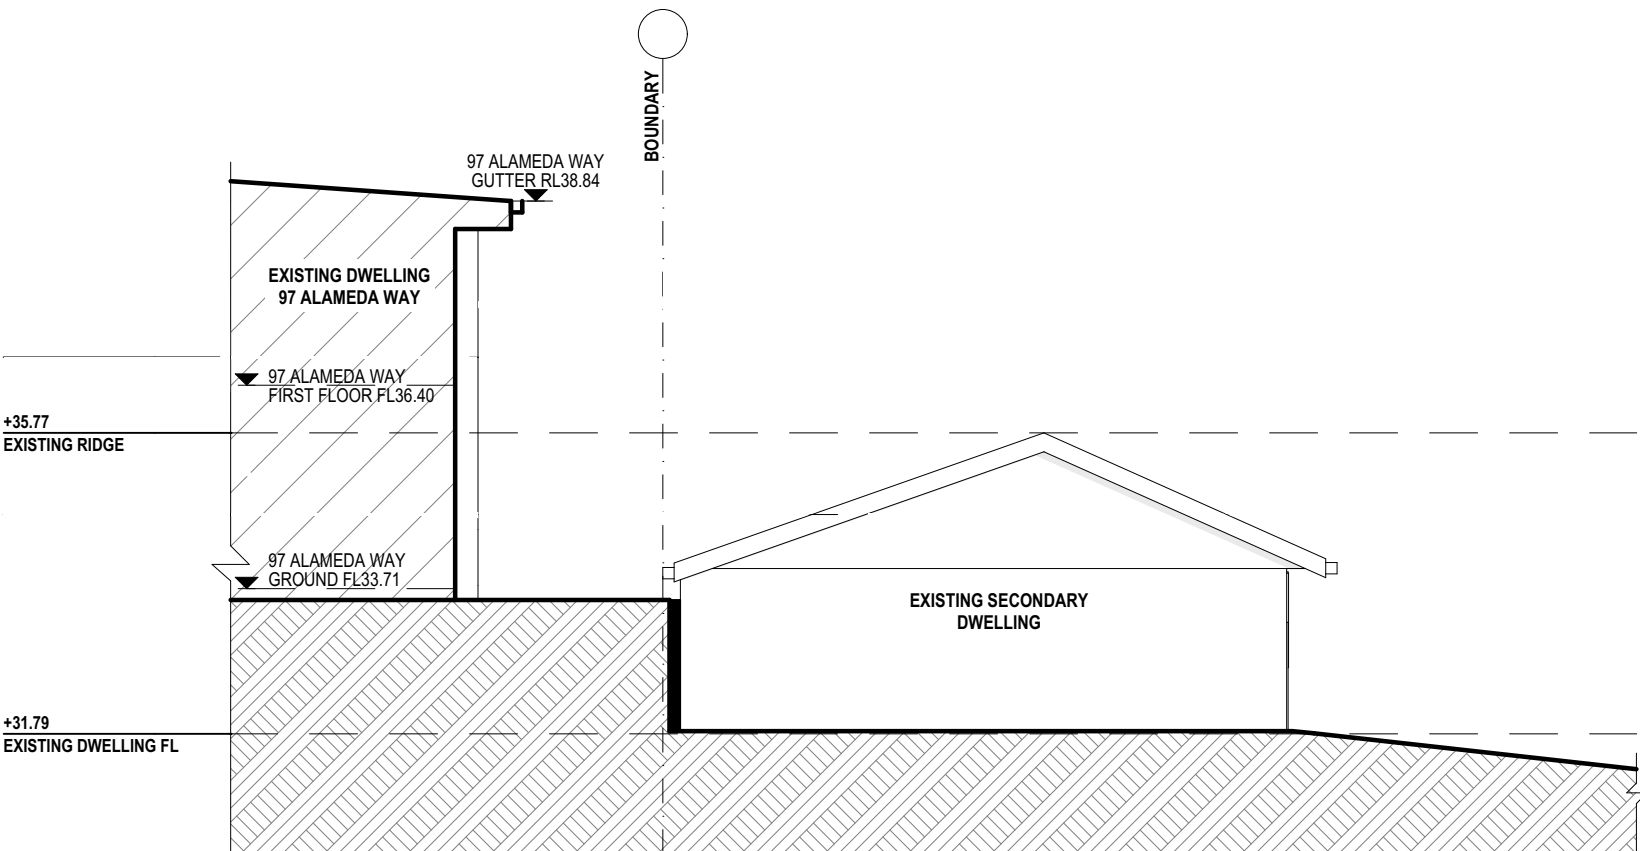 BOUNDARY
97 ALAMEDA WAY
GUTTER RL38.84
EXISTING DWELLING
97 ALAMEDA WAY
97 ALAMEDA WAY
FIRST FLOOR FL36.40
+35.77
EXISTING RIDGE
97 ALAMEDA WAY
GROUND FL33.71
EXISTING SECONDARY
DWELLING
+31.79
EXISTING DWELLING FL